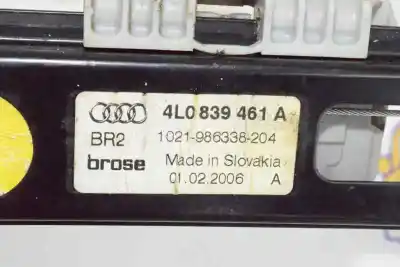 4L0 839 461 A
BR2 1021-986338-204
brose Made in Slovakia
01.02.2006 A